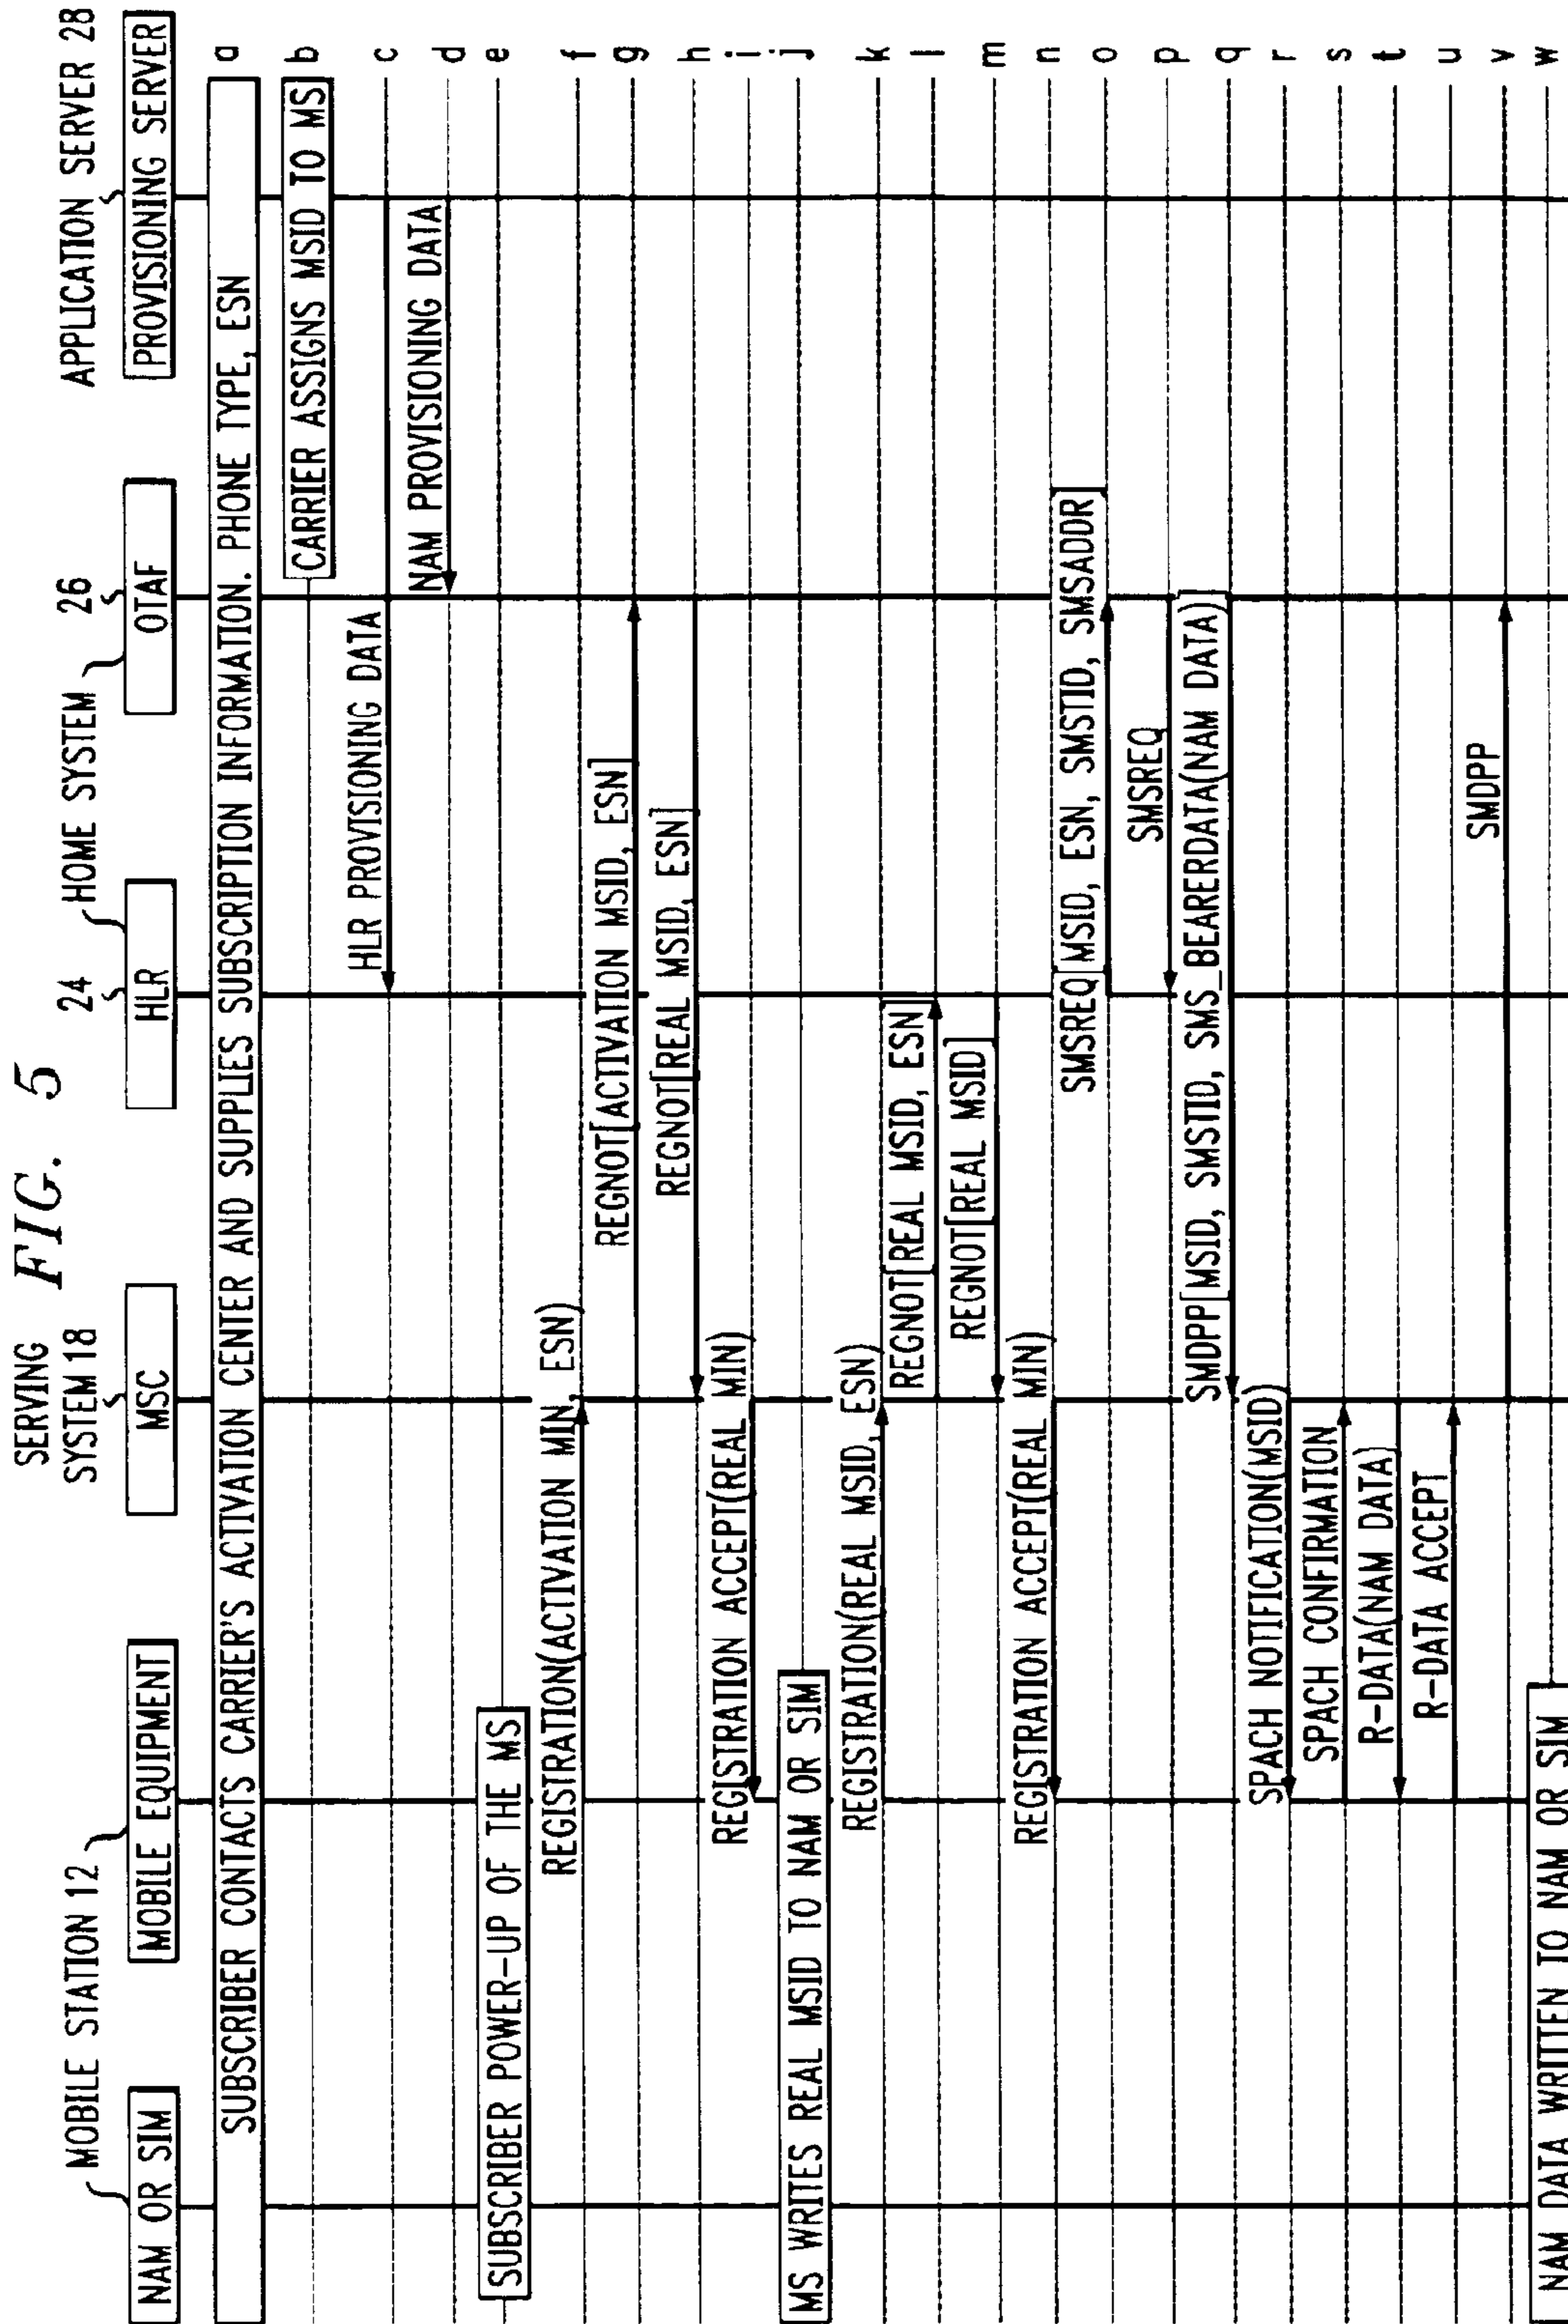 FIG. 5
MOBILE STATION 12
SERVING
SYSTEM 18
24
HOME SYSTEM
26
APPLICATION SERVER 28
NAM OR SIM
MOBILE EQUIPMENT
MSC
HLR
OTAF
PROVISIONING SERVER
SUBSCRIBER CONTACTS CARRIER'S ACTIVATION CENTER AND SUPPLIES SUBSCRIPTION INFORMATION. PHONE TYPE, ESN
a
CARRIER ASSIGNS MSID TO MS
b
HLR PROVISIONING DATA
c
NAM PROVISIONING DATA
d
SUBSCRIBER POWER-UP OF THE MS
e
REGISTRATION(ACTIVATION MIN, ESN)
f
REGNOT[ACTIVATION MSID, ESN]
g
REGNOT[REAL MSID, ESN]
h
REGISTRATION ACCEPT(REAL MIN)
i
MS WRITES REAL MSID TO NAM OR SIM
j
REGISTRATION(REAL MSID, ESN)
k
REGNOT[REAL MSID, ESN]
l
REGNOT[REAL MSID]
m
REGISTRATION ACCEPT(REAL MIN)
n
SMSREQ[MSID, ESN, SMSTID, SMSADDR]
o
SMSREQ
p
SMDPP[MSID, SMSTID, SMS_BEARERDATA(NAM DATA)]
q
SPACH NOTIFICATION(MSID)
r
SPACH CONFIRMATION
s
R-DATA(NAM DATA)
t
R-DATA ACCEPT
u
SMDPP
v
NAM DATA WRITTEN TO NAM OR SIM
w